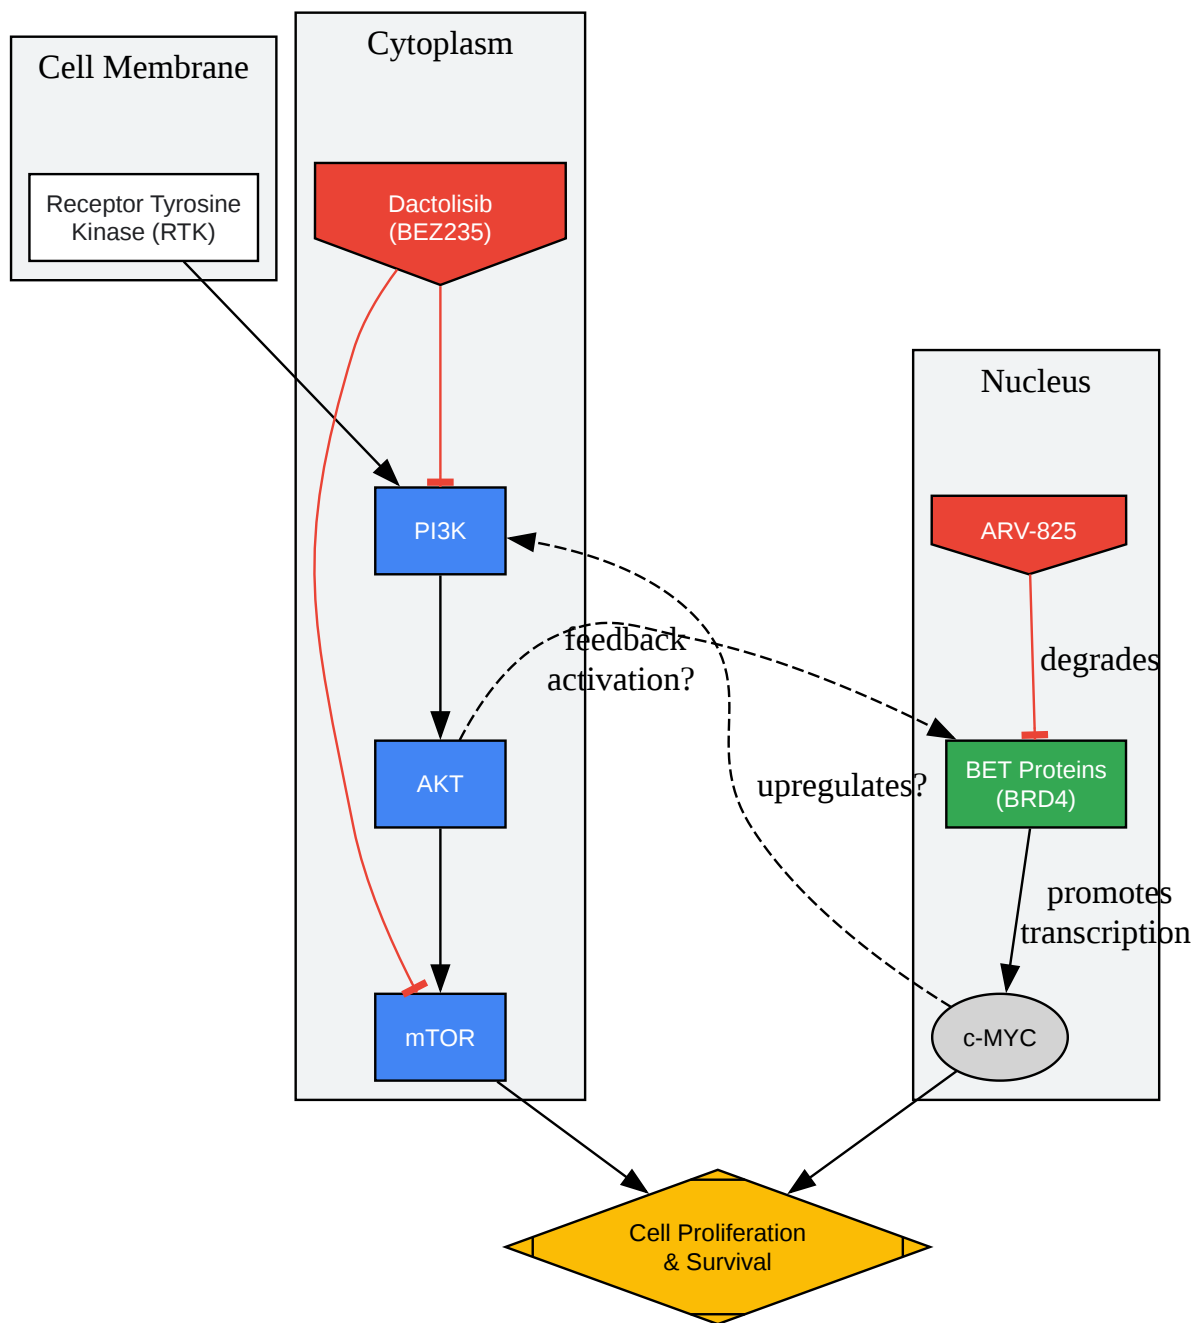 Cell Membrane
Receptor Tyrosine
Kinase (RTK)
Cytoplasm
Dactolisib
(BEZ235)
PI3K
AKT
mTOR
feedback
activation?
upregulates?
Nucleus
ARV-825
degrades
BET Proteins
(BRD4)
promotes
transcription
c-MYC
Cell Proliferation
& Survival